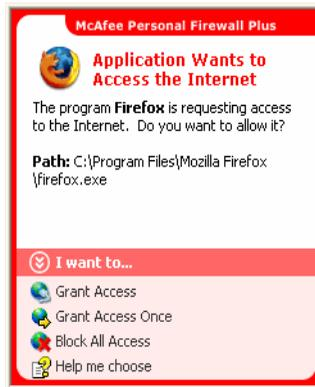 McAfee Personal Firewall Plus
Application Wants to
Access the Internet
The program Firefox is requesting access
to the Internet. Do you want to allow it?
Path: C:\Program Files\Mozilla Firefox
\firefox.exe
I want to...
Grant Access
Grant Access Once
Block All Access
Help me choose